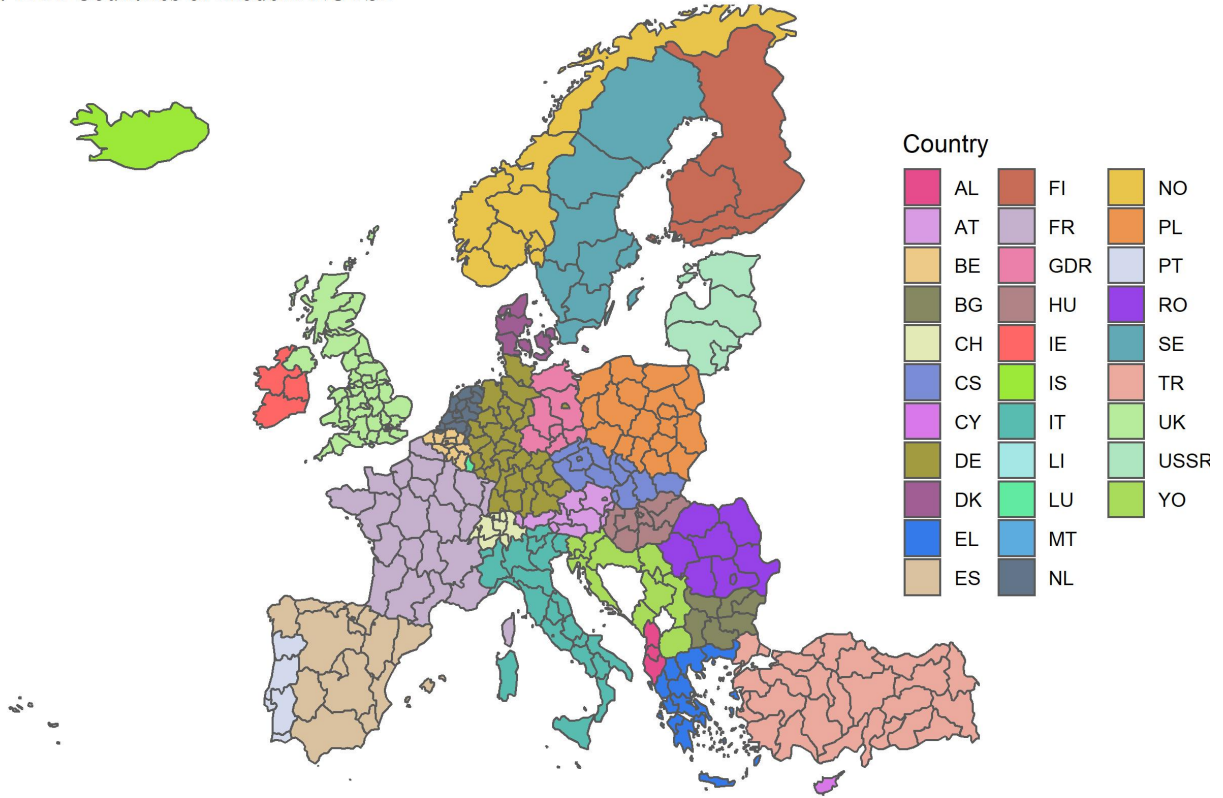 Country
AL
FI
NO
AT
FR
PL
BE
GDR
PT
BG
HU
RO
CH
IE
SE
CS
IS
TR
CY
IT
UK
DE
LI
USSR
DK
LU
YO
EL
MT
ES
NL